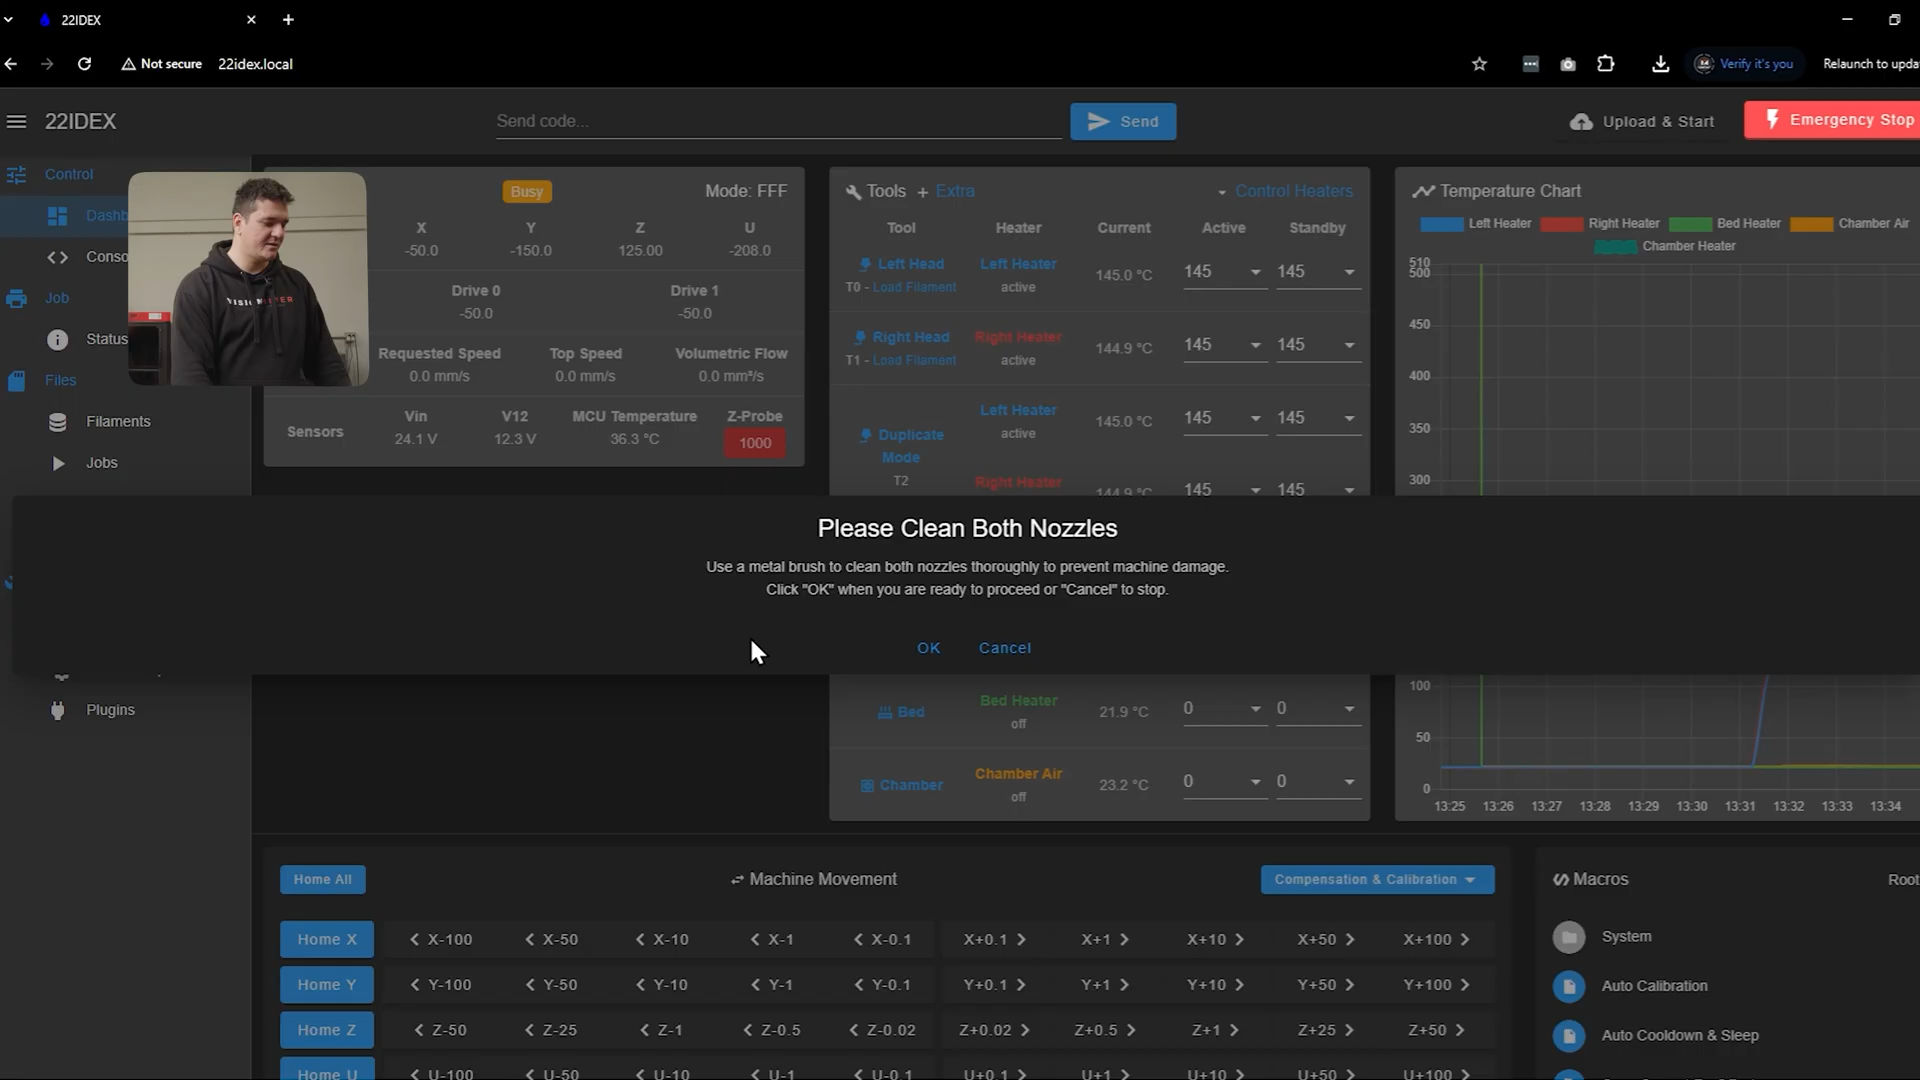 22IDEX
Not secure 22idex.local
Verify it's you
Relaunch to upda
22IDEX
Send code...
Send
Upload & Start
Emergency Stop
Control
Dashb
Conso
Job
Status
Files
Filaments
Jobs
Plugins
Busy
Mode: FFF
X Y Z U
-50.0 -150.0 125.00 -208.0
Drive 0 Drive 1
-50.0 -50.0
Requested Speed Top Speed Volumetric Flow
0.0 mm/s 0.0 mm/s 0.0 mm³/s
Sensors
Vin V12 MCU Temperature Z-Probe
24.1 V 12.3 V 36.3 °C 1000
Tools + Extra
Control Heaters
Tool Heater Current Active Standby
Left Head Left Heater 145.0 °C 145 145
T0 - Load Filament active
Right Head Right Heater 144.9 °C 145 145
T1 - Load Filament active
Duplicate Mode Left Heater 145.0 °C 145 145
T2 active
Right Heater 144.9 °C 145 145
Temperature Chart
Left Heater Right Heater Bed Heater Chamber Air
Chamber Heater
510
500
450
400
350
300
Please Clean Both Nozzles
Use a metal brush to clean both nozzles thoroughly to prevent machine damage.
Click "OK" when you are ready to proceed or "Cancel" to stop.
OK Cancel
Bed Bed Heater 21.9 °C 0 0
off
Chamber Chamber Air 23.2 °C 0 0
off
100
50
0
13:25 13:26 13:27 13:28 13:29 13:30 13:31 13:32 13:33 13:34
Home All
Machine Movement
Compensation & Calibration
Home X X-100 X-50 X-10 X-1 X-0.1 X+0.1 X+1 X+10 X+50 X+100
Home Y Y-100 Y-50 Y-10 Y-1 Y-0.1 Y+0.1 Y+1 Y+10 Y+50 Y+100
Home Z Z-50 Z-25 Z-1 Z-0.5 Z-0.02 Z+0.02 Z+0.5 Z+1 Z+25 Z+50
Home U U-100 U-50 U-10 U-1 U-0.1 U+0.1 U+1 U+10 U+50 U+100
Macros
Root
System
Auto Calibration
Auto Cooldown & Sleep